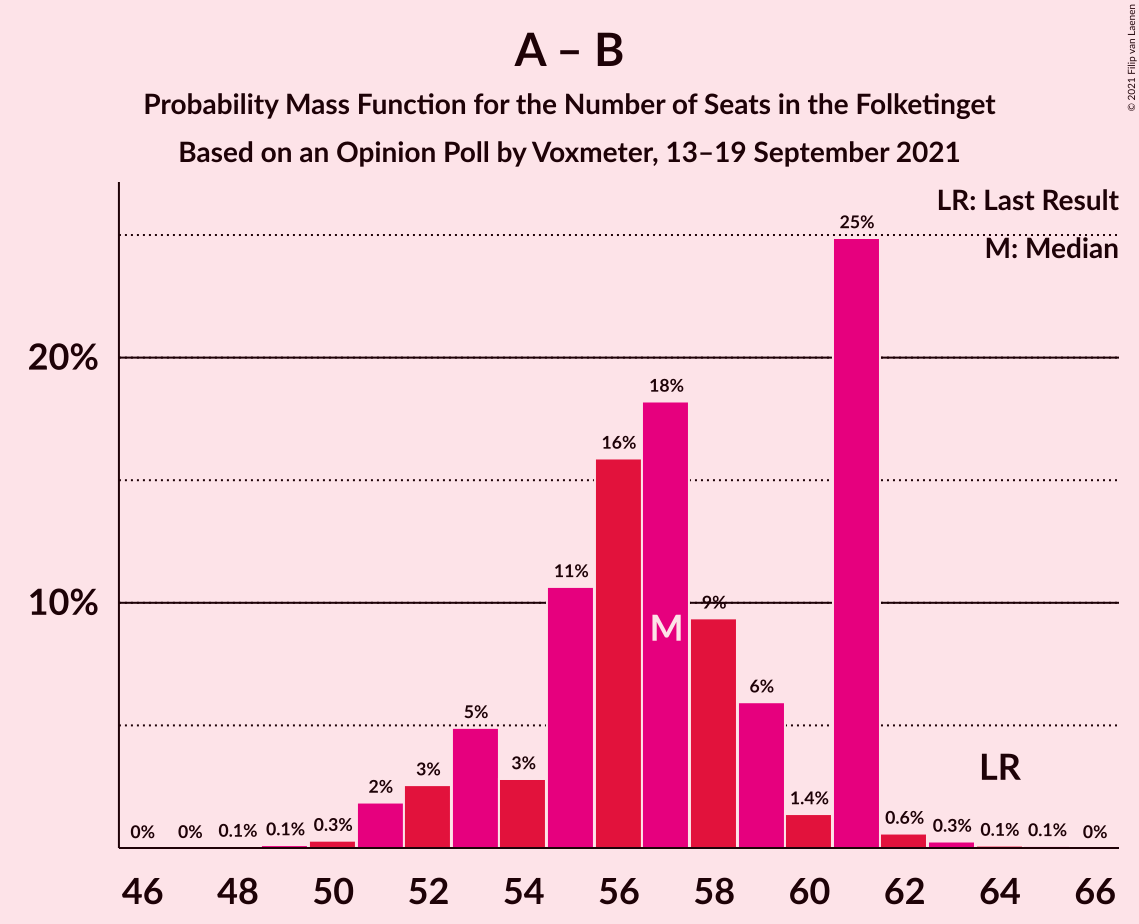 A – B
Probability Mass Function for the Number of Seats in the Folketinget
Based on an Opinion Poll by Voxmeter, 13–19 September 2021
© 2021 Filip van Laenen
LR: Last Result
M: Median
25%
20%
18%
16%
11%
10%
9%
M
6%
5%
3%
3%
LR
2%
1.4%
0% 0% 0.1% 0.1% 0.3% 0.6% 0.3% 0.1% 0.1% 0%
46 48 50 52 54 56 58 60 62 64 66